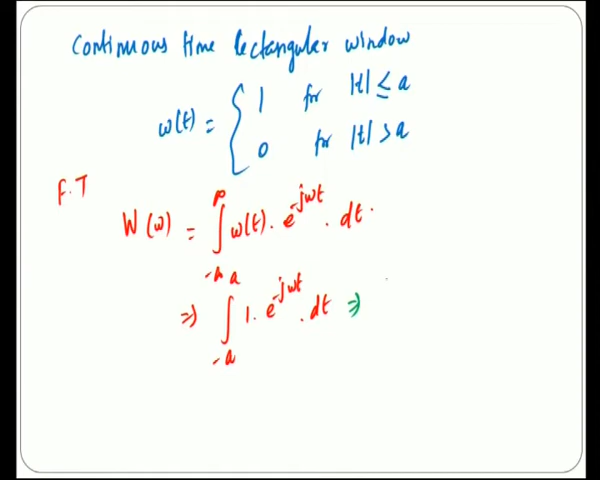 Continuous time Rectangular window
w(t) = { 1 for |t| ≤ a
0 for |t| > a
F.T
W(ω) = ∫_{-∞}^{∞} w(t). e^{-jωt}. dt.
⇒ ∫_{-a}^{a} 1. e^{-jωt}. dt ⇒